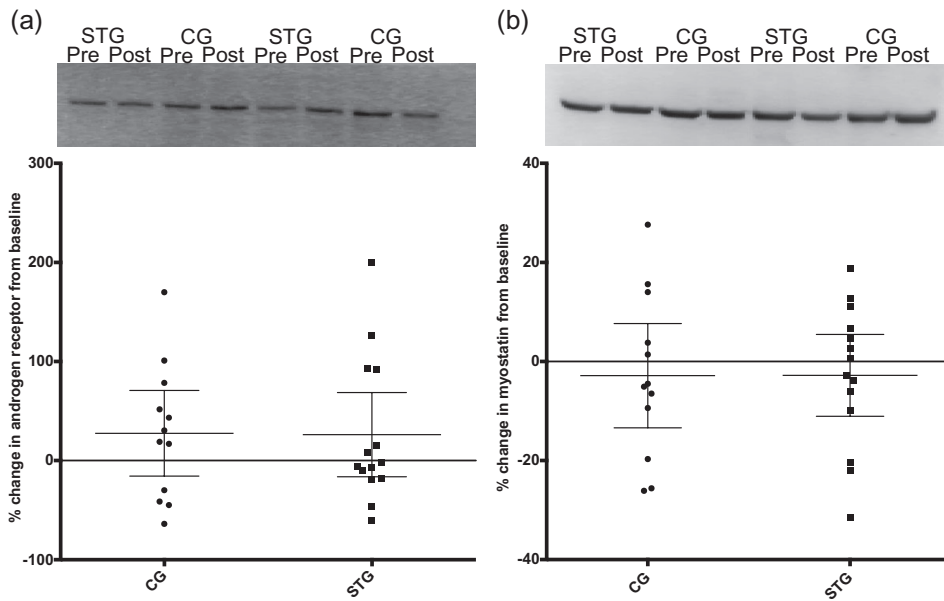 (a)
STG CG STG CG
Pre Post Pre Post Pre Post Pre Post
% change in androgen receptor from baseline
300
200
100
0
-100
CG STG
(b)
STG CG STG CG
Pre Post Pre Post Pre Post Pre Post
% change in myostatin from baseline
40
20
0
-20
-40
CG STG